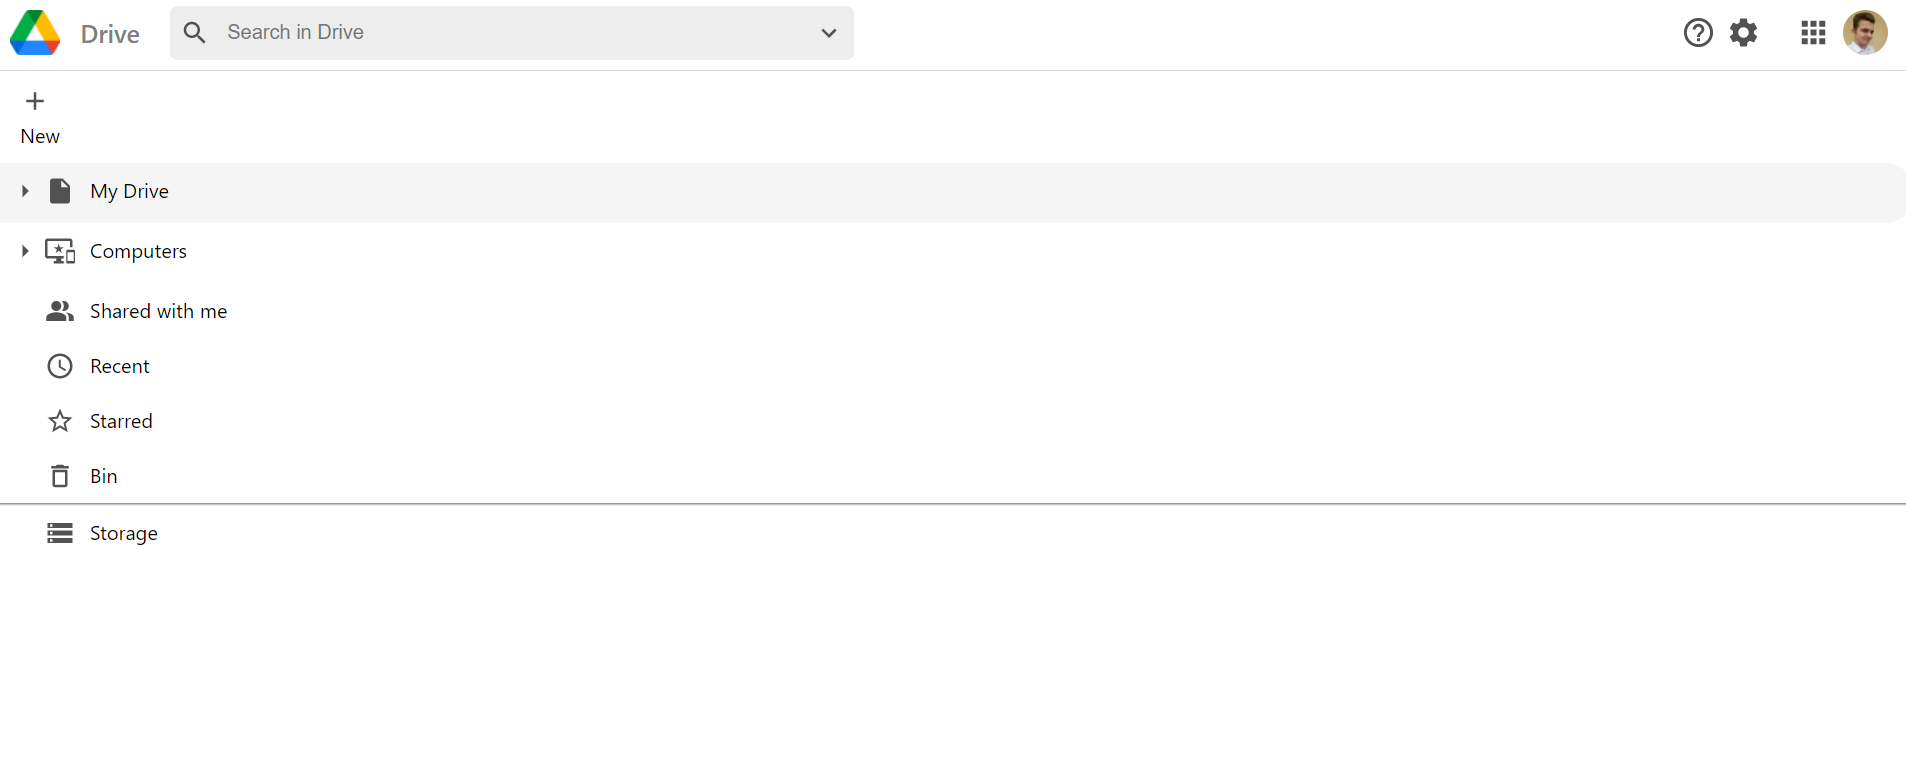 Drive
Search in Drive
New
My Drive
Computers
Shared with me
Recent
Starred
Bin
Storage